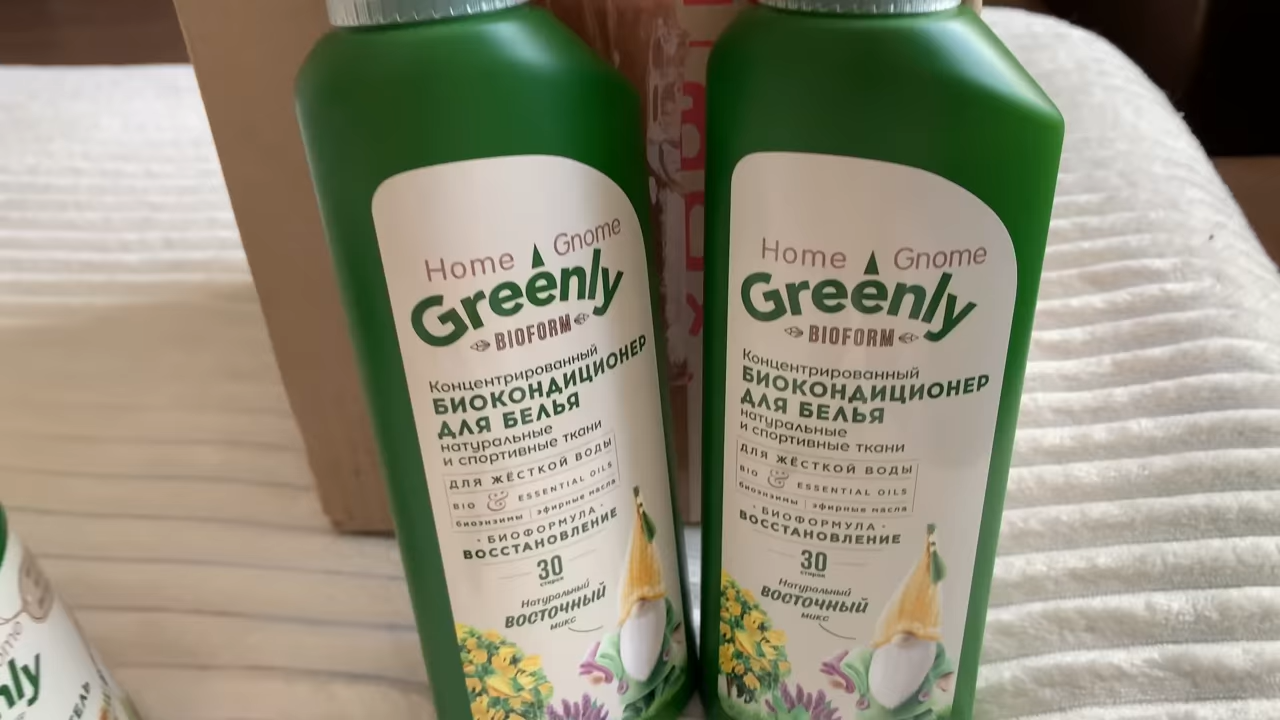 Home Gnome
Greenly
BIOFORM
Концентрированный
БИОКОНДИЦИОНЕР
ДЛЯ БЕЛЬЯ
натуральные
и спортивные ткани
ДЛЯ ЖЁСТКОЙ ВОДЫ
BIO & ESSENTIAL OILS
биоэнзимы эфирные масла
· БИОФОРМУЛА ·
ВОССТАНОВЛЕНИЕ
30
стирок
Натуральный
ВОСТОЧНЫЙ
микс
Home Gnome
Greenly
BIOFORM
Концентрированный
БИОКОНДИЦИОНЕР
ДЛЯ БЕЛЬЯ
натуральные
и спортивные ткани
ДЛЯ ЖЁСТКОЙ ВОДЫ
BIO & ESSENTIAL OILS
биоэнзимы эфирные масла
· БИОФОРМУЛА ·
ВОССТАНОВЛЕНИЕ
30
стирок
Натуральный
ВОСТОЧНЫЙ
микс